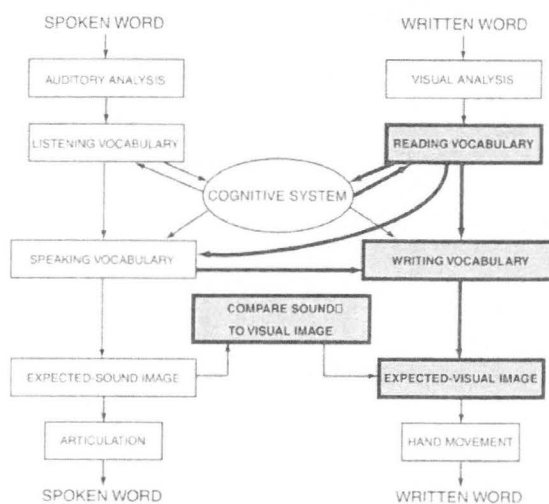 SPOKEN WORD
WRITTEN WORD
AUDITORY ANALYSIS
VISUAL ANALYSIS
LISTENING VOCABULARY
READING VOCABULARY
COGNITIVE SYSTEM
SPEAKING VOCABULARY
WRITING VOCABULARY
COMPARE SOUND□
TO VISUAL IMAGE
EXPECTED-SOUND IMAGE
EXPECTED-VISUAL IMAGE
ARTICULATION
HAND MOVEMENT
SPOKEN WORD
WRITTEN WORD